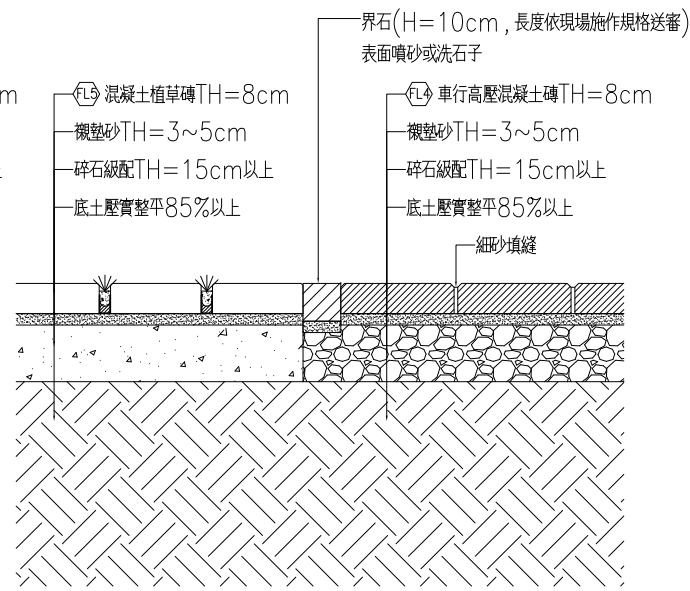 界石(H=10cm,長度依現場施作規格送審)
表面噴砂或洗石子
cm
FL5 混凝土植草磚TH=8cm
襯墊砂TH=3~5cm
碎石級配TH=15cm以上
底土壓實整平85%以上
FL4 車行高壓混凝土磚TH=8cm
襯墊砂TH=3~5cm
碎石級配TH=15cm以上
底土壓實整平85%以上
細砂填縫